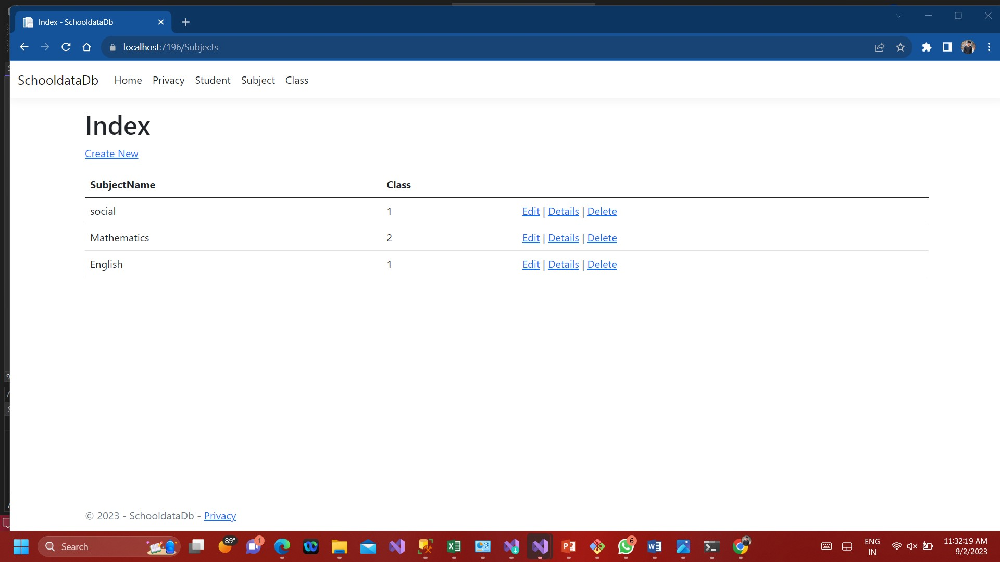 Index - SchooldataDb
localhost:7196/Subjects
SchooldataDb Home Privacy Student Subject Class
Index
Create New
SubjectName Class
social 1 Edit | Details | Delete
Mathematics 2 Edit | Details | Delete
English 1 Edit | Details | Delete
© 2023 - SchooldataDb - Privacy
Search 89° 1 6 ENG 11:32:19 AM
IN 9/2/2023